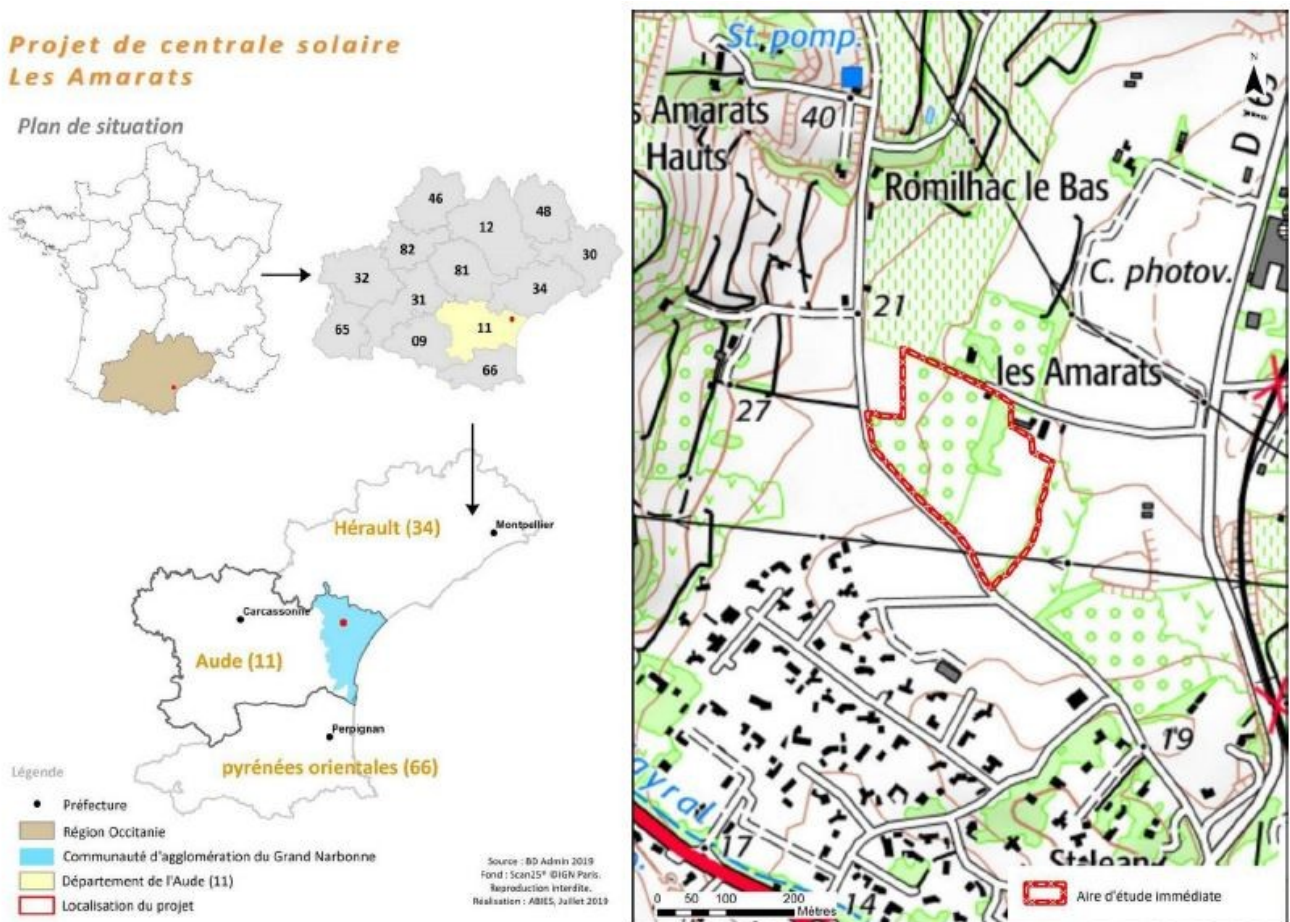 Projet de centrale solaire
Les Amarats
Plan de situation
46
48
12
82
30
32
81
34
31
65
11
09
66
Hérault (34)
Montpellier
Carcassonne
Aude (11)
Perpignan
pyrénées orientales (66)
Légende
Préfecture
Région Occitanie
Communauté d'agglomération du Grand Narbonne
Département de l'Aude (11)
Localisation du projet
Source : BD Admin 2019
Fond : Scan25® ©IGN Paris.
Reproduction interdite.
Réalisation : ABIES, Juillet 2019
St. pomp.
N
40
s Amarats
Hauts
Romilhac le Bas
C. photov.
21
les Amarats
27
19
17
St-Jean
14
0 50 100 200
Mètres
Aire d'étude immédiate